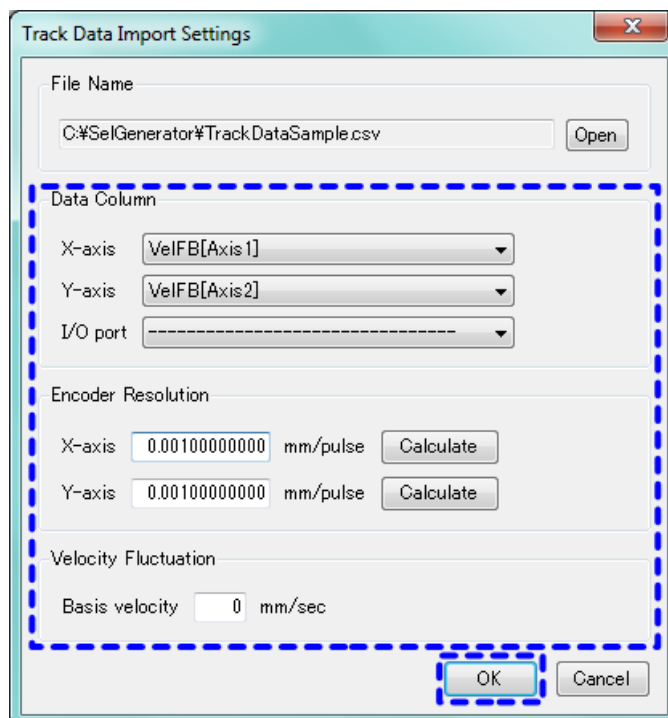 Track Data Import Settings
File Name
C:¥SelGenerator¥TrackDataSample.csv Open
Data Column
X-axis VelFB[Axis1]
Y-axis VelFB[Axis2]
I/O port --------------------------------
Encoder Resolution
X-axis 0.00100000000 mm/pulse Calculate
Y-axis 0.00100000000 mm/pulse Calculate
Velocity Fluctuation
Basis velocity 0 mm/sec
OK Cancel